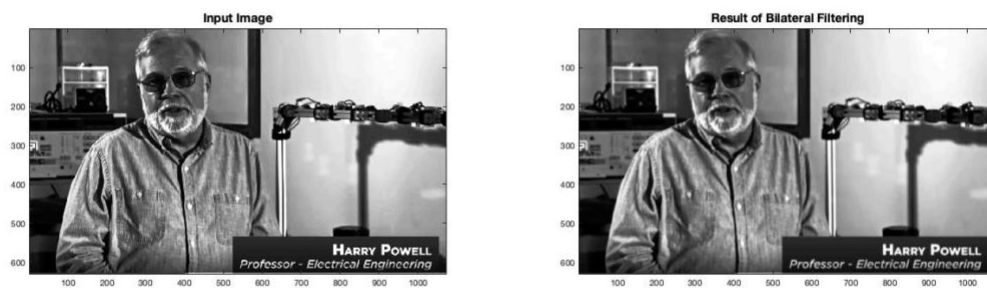 Input Image
100
200
300
400
500
600
100 200 300 400 500 600 700 800 900 1000
HARRY POWELL
Professor - Electrical Engineering
Result of Bilateral Filtering
100
200
300
400
500
600
100 200 300 400 500 600 700 800 900 1000
HARRY POWELL
Professor - Electrical Engineering